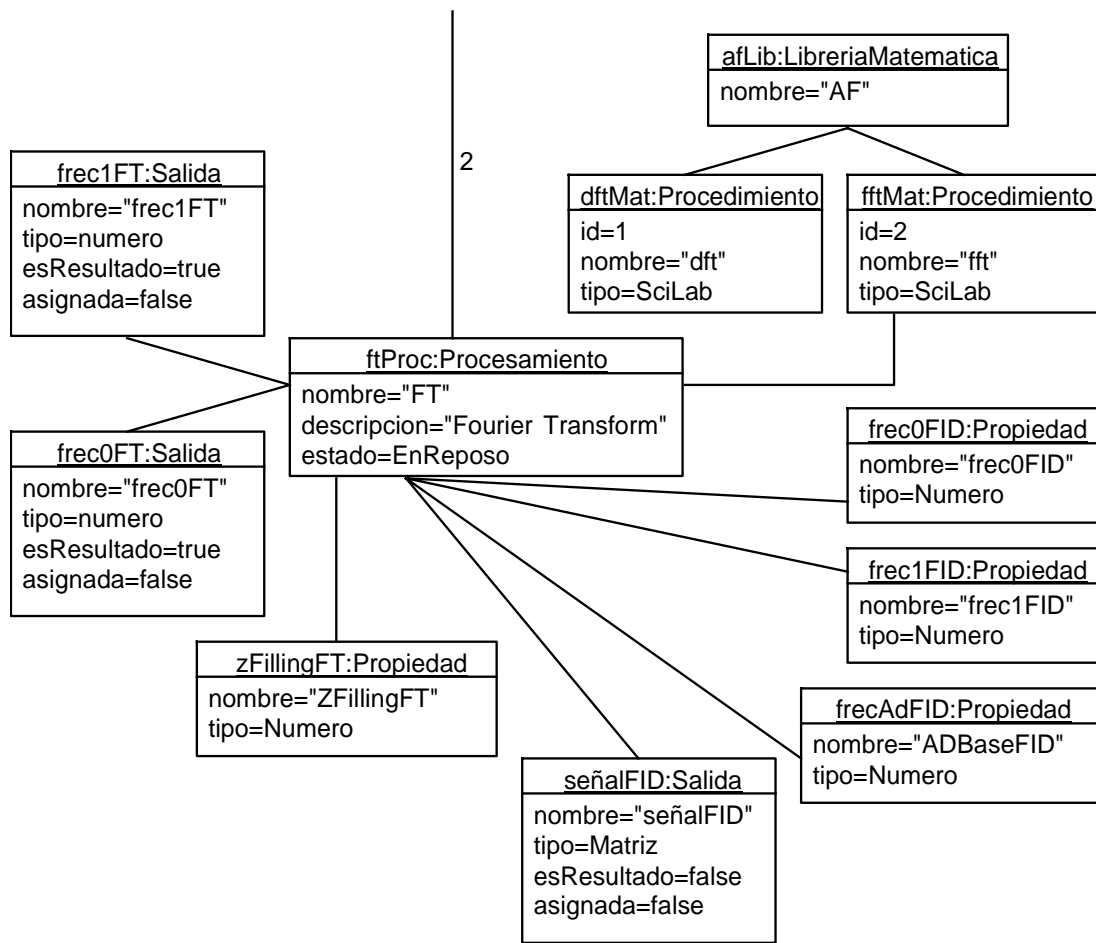 afLib:LibreriaMatematica
nombre="AF"
2
frec1FT:Salida
nombre="frec1FT"
tipo=numero
esResultado=true
asignada=false
dftMat:Procedimiento
id=1
nombre="dft"
tipo=SciLab
fftMat:Procedimiento
id=2
nombre="fft"
tipo=SciLab
ftProc:Procesamiento
nombre="FT"
descripcion="Fourier Transform"
estado=EnReposo
frec0FT:Salida
nombre="frec0FT"
tipo=numero
esResultado=true
asignada=false
frec0FID:Propiedad
nombre="frec0FID"
tipo=Numero
frec1FID:Propiedad
nombre="frec1FID"
tipo=Numero
zFillingFT:Propiedad
nombre="ZFillingFT"
tipo=Numero
frecAdFID:Propiedad
nombre="ADBaseFID"
tipo=Numero
señalFID:Salida
nombre="señalFID"
tipo=Matriz
esResultado=false
asignada=false